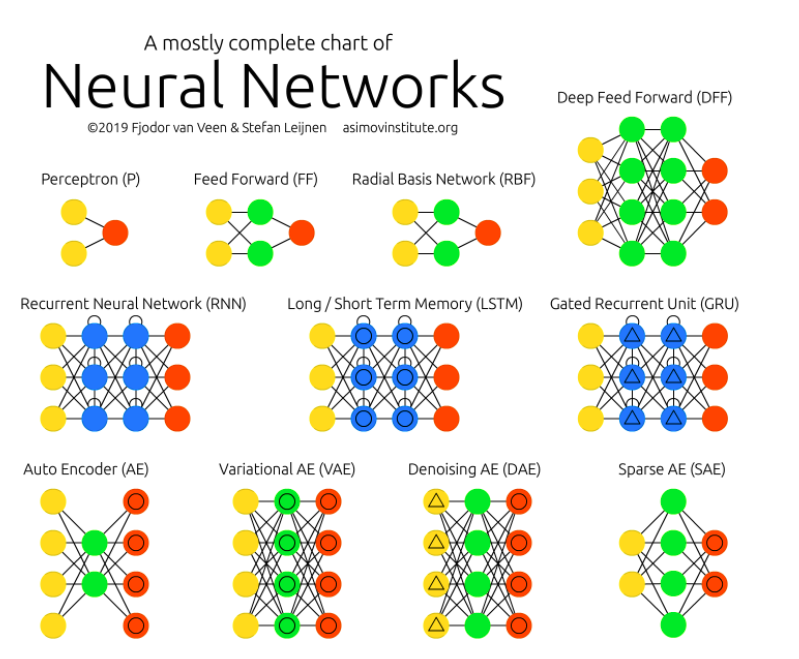 A mostly complete chart of
Neural Networks
©2019 Fjodor van Veen & Stefan Leijnen asimovinstitute.org
Deep Feed Forward (DFF)
Perceptron (P)
Feed Forward (FF)
Radial Basis Network (RBF)
Recurrent Neural Network (RNN)
Long / Short Term Memory (LSTM)
Gated Recurrent Unit (GRU)
Auto Encoder (AE)
Variational AE (VAE)
Denoising AE (DAE)
Sparse AE (SAE)